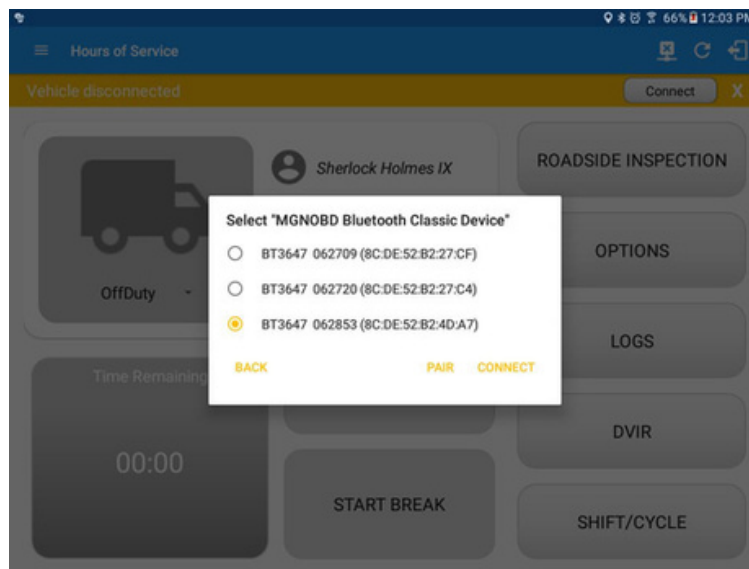 66% 12:03 PM
Hours of Service
Vehicle disconnected
Connect X
Sherlock Holmes IX
ROADSIDE INSPECTION
Select "MGNOBD Bluetooth Classic Device"
BT3647 062709 (8C:DE:52:B2:27:CF)
BT3647 062720 (8C:DE:52:B2:27:C4)
BT3647 062853 (8C:DE:52:B2:4D:A7)
BACK PAIR CONNECT
OffDuty
OPTIONS
LOGS
Time Remaining
00:00
START BREAK
DVIR
SHIFT/CYCLE